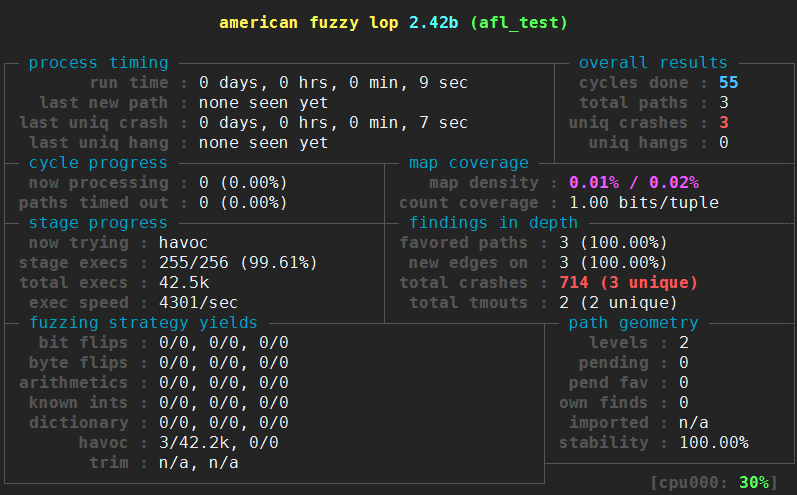 american fuzzy lop 2.42b (afl_test)
process timing overall results
run time : 0 days, 0 hrs, 0 min, 9 sec cycles done : 55
last new path : none seen yet total paths : 3
last uniq crash : 0 days, 0 hrs, 0 min, 7 sec uniq crashes : 3
last uniq hang : none seen yet uniq hangs : 0
cycle progress map coverage
now processing : 0 (0.00%) map density : 0.01% / 0.02%
paths timed out : 0 (0.00%) count coverage : 1.00 bits/tuple
stage progress findings in depth
now trying : havoc favored paths : 3 (100.00%)
stage execs : 255/256 (99.61%) new edges on : 3 (100.00%)
total execs : 42.5k total crashes : 714 (3 unique)
exec speed : 4301/sec total tmouts : 2 (2 unique)
fuzzing strategy yields path geometry
bit flips : 0/0, 0/0, 0/0 levels : 2
byte flips : 0/0, 0/0, 0/0 pending : 0
arithmetics : 0/0, 0/0, 0/0 pend fav : 0
known ints : 0/0, 0/0, 0/0 own finds : 0
dictionary : 0/0, 0/0, 0/0 imported : n/a
havoc : 3/42.2k, 0/0 stability : 100.00%
trim : n/a, n/a
[cpu000: 30%]